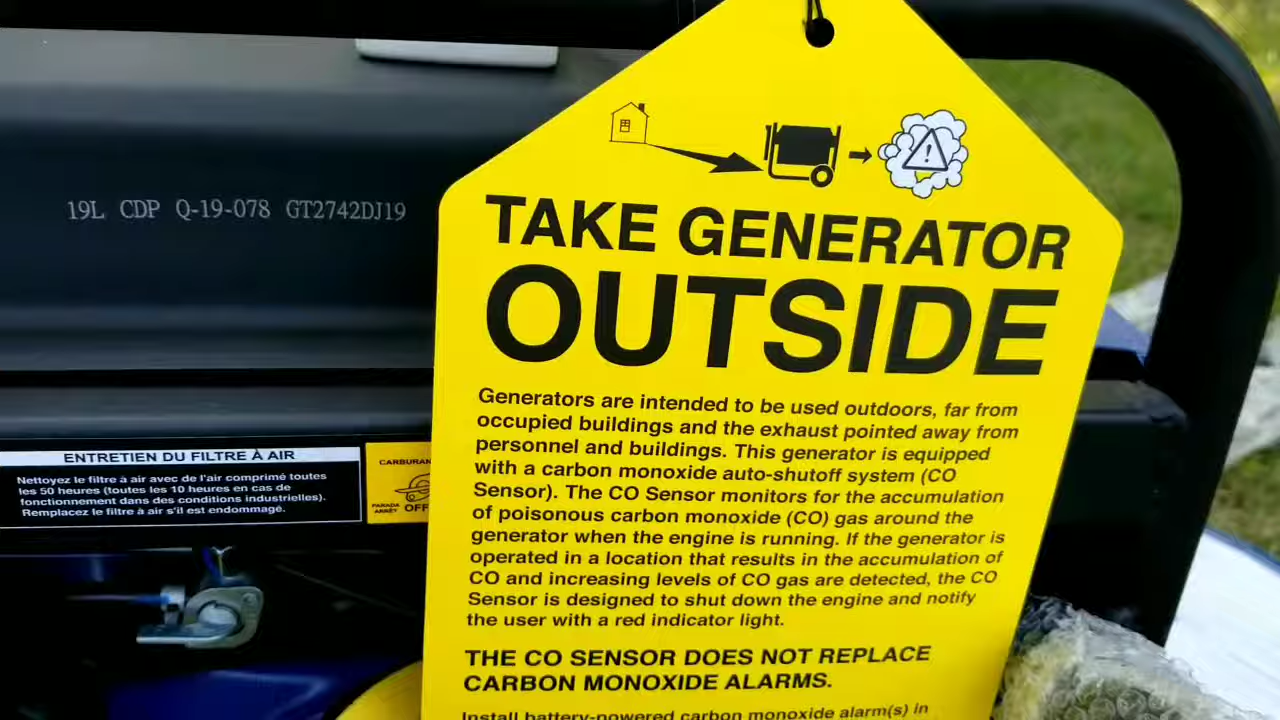 19L CDP Q-19-078 GT2742DJ19
ENTRETIEN DU FILTRE À AIR
Nettoyez le filtre à air avec de l'air comprimé toutes
les 50 heures (toutes les 10 heures en cas de
fonctionnement dans des conditions industrielles).
Remplacez le filtre à air s'il est endommagé.
CARBURAN
PARADA
ARRÊT
OFF
!
TAKE GENERATOR
OUTSIDE
Generators are intended to be used outdoors, far from
occupied buildings and the exhaust pointed away from
personnel and buildings. This generator is equipped
with a carbon monoxide auto-shutoff system (CO
Sensor). The CO Sensor monitors for the accumulation
of poisonous carbon monoxide (CO) gas around the
generator when the engine is running. If the generator is
operated in a location that results in the accumulation of
CO and increasing levels of CO gas are detected, the CO
Sensor is designed to shut down the engine and notify
the user with a red indicator light.
THE CO SENSOR DOES NOT REPLACE
CARBON MONOXIDE ALARMS.
Install battery-powered carbon monoxide alarm(s) in